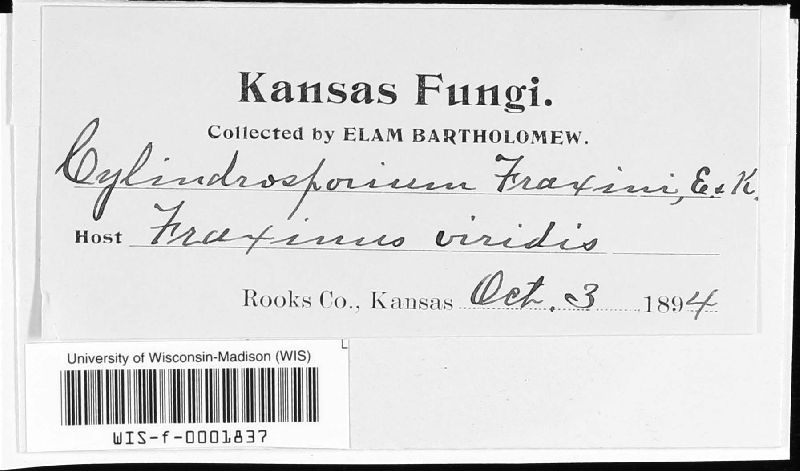 Kansas Fungi.
Collected by ELAM BARTHOLOMEW.
Cylindrosporium Fraxini, E. & K.
Host Fraxinus viridis
Rooks Co., Kansas Oct. 3 1894
University of Wisconsin-Madison (WIS)
WIS-f-0001837